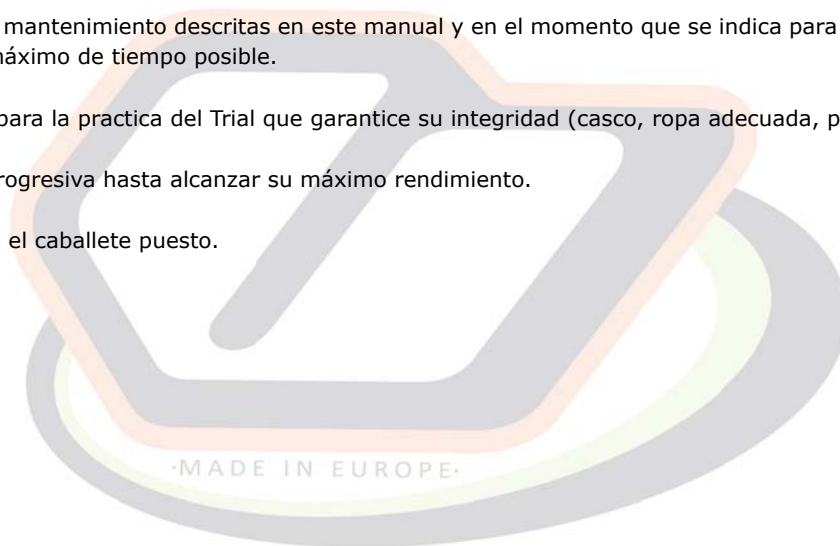 mantenimiento descritas en este manual y en el momento que se indica para
máximo de tiempo posible.
para la practica del Trial que garantice su integridad (casco, ropa adecuada, p
rogresiva hasta alcanzar su máximo rendimiento.
el caballete puesto.
·MADE IN EUROPE·